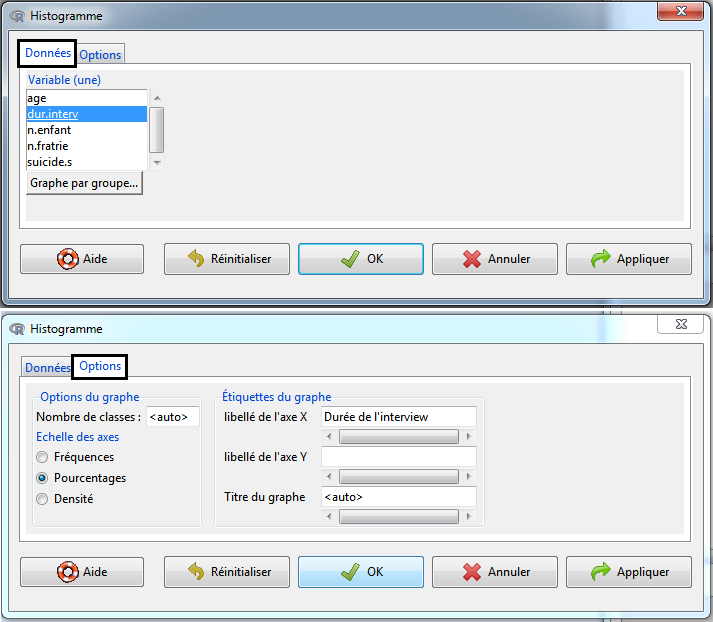 Histogramme
Données Options
Variable (une)
age
dur.interv
n.enfant
n.fratrie
suicide.s
Graphe par groupe...
Aide Réinitialiser OK Annuler Appliquer
Histogramme
Données Options
Options du graphe
Nombre de classes : <auto>
Echelle des axes
Fréquences
Pourcentages
Densité
Étiquettes du graphe
libellé de l'axe X Durée de l'interview
libellé de l'axe Y
Titre du graphe <auto>
Aide Réinitialiser OK Annuler Appliquer